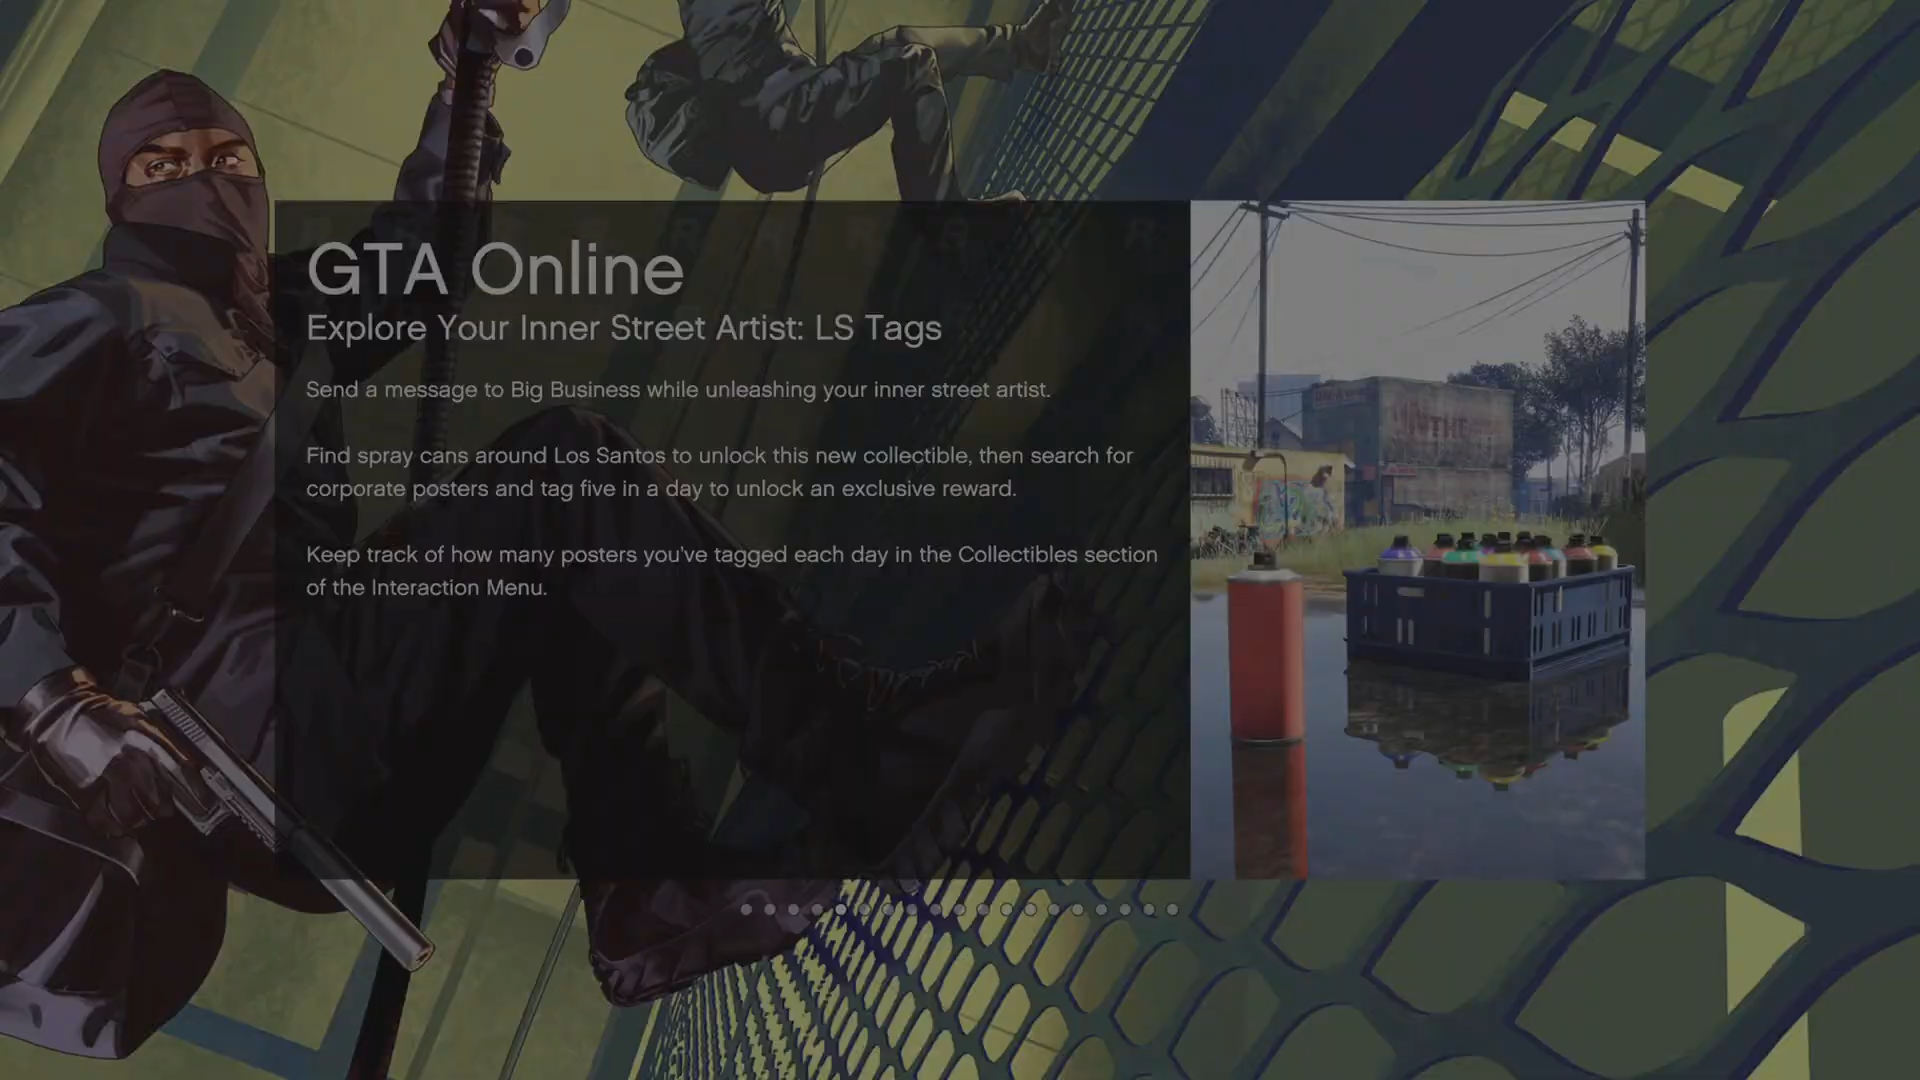 GTA Online
Explore Your Inner Street Artist: LS Tags
Send a message to Big Business while unleashing your inner street artist.
Find spray cans around Los Santos to unlock this new collectible, then search for
corporate posters and tag five in a day to unlock an exclusive reward.
Keep track of how many posters you've tagged each day in the Collectibles section
of the Interaction Menu.